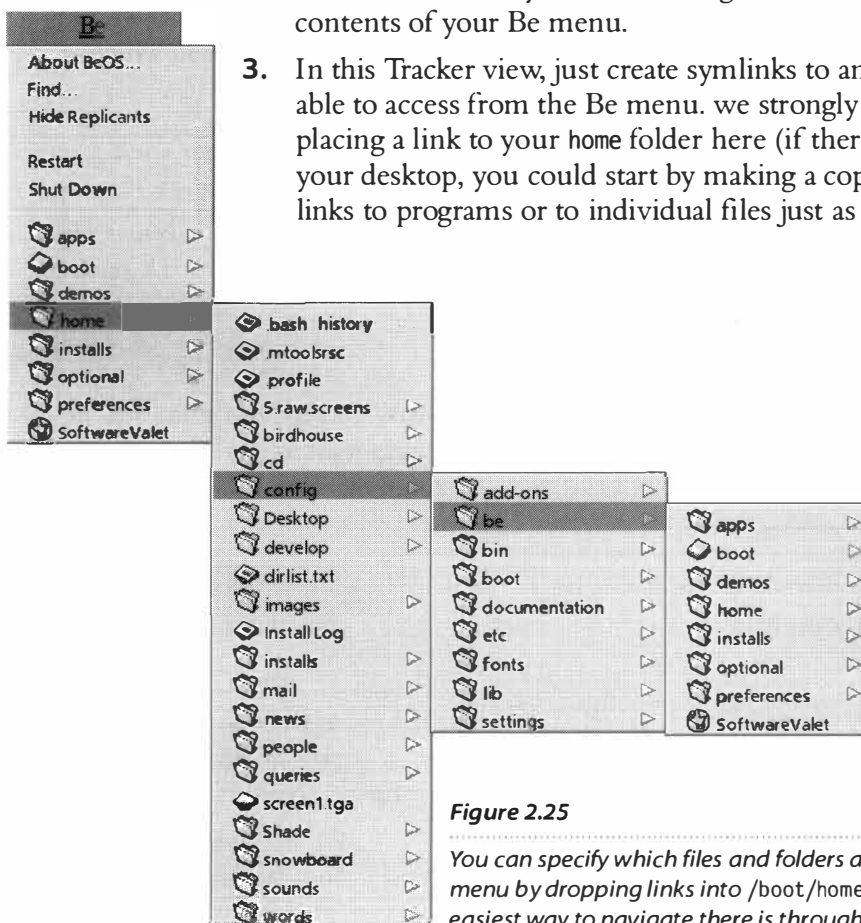 contents of your Be menu.
3. In this Tracker view, just create symlinks to
able to access from the Be menu. we strongly
placing a link to your home folder here (if
your desktop, you could start by making a
links to programs or to individual files just as
Be
About BeOS...
Find...
Hide Replicants
Restart
Shut Down
apps
boot
demos
home
installs
optional
preferences
SoftwareValet
.bash_history
.mtoolsrsc
.profile
5.raw.screens
birdhouse
cd
config
Desktop
develop
dirlist.txt
images
Install Log
installs
mail
news
people
queries
screen1.tga
Shade
snowboard
sounds
words
add-ons
be
bin
boot
documentation
etc
fonts
lib
settings
apps
boot
demos
home
installs
optional
preferences
SoftwareValet
Figure 2.25
You can specify which files and folders
menu by dropping links into /boot/home
easiest way to navigate there is through